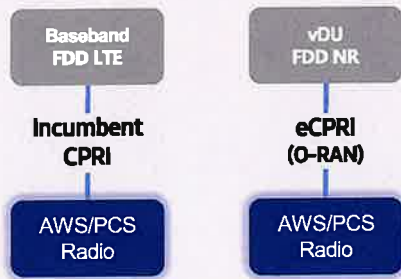 Baseband
FDD LTE
vDU
FDD NR
Incumbent
CPRI
eCPRI
(O-RAN)
AWS/PCS
Radio
AWS/PCS
Radio